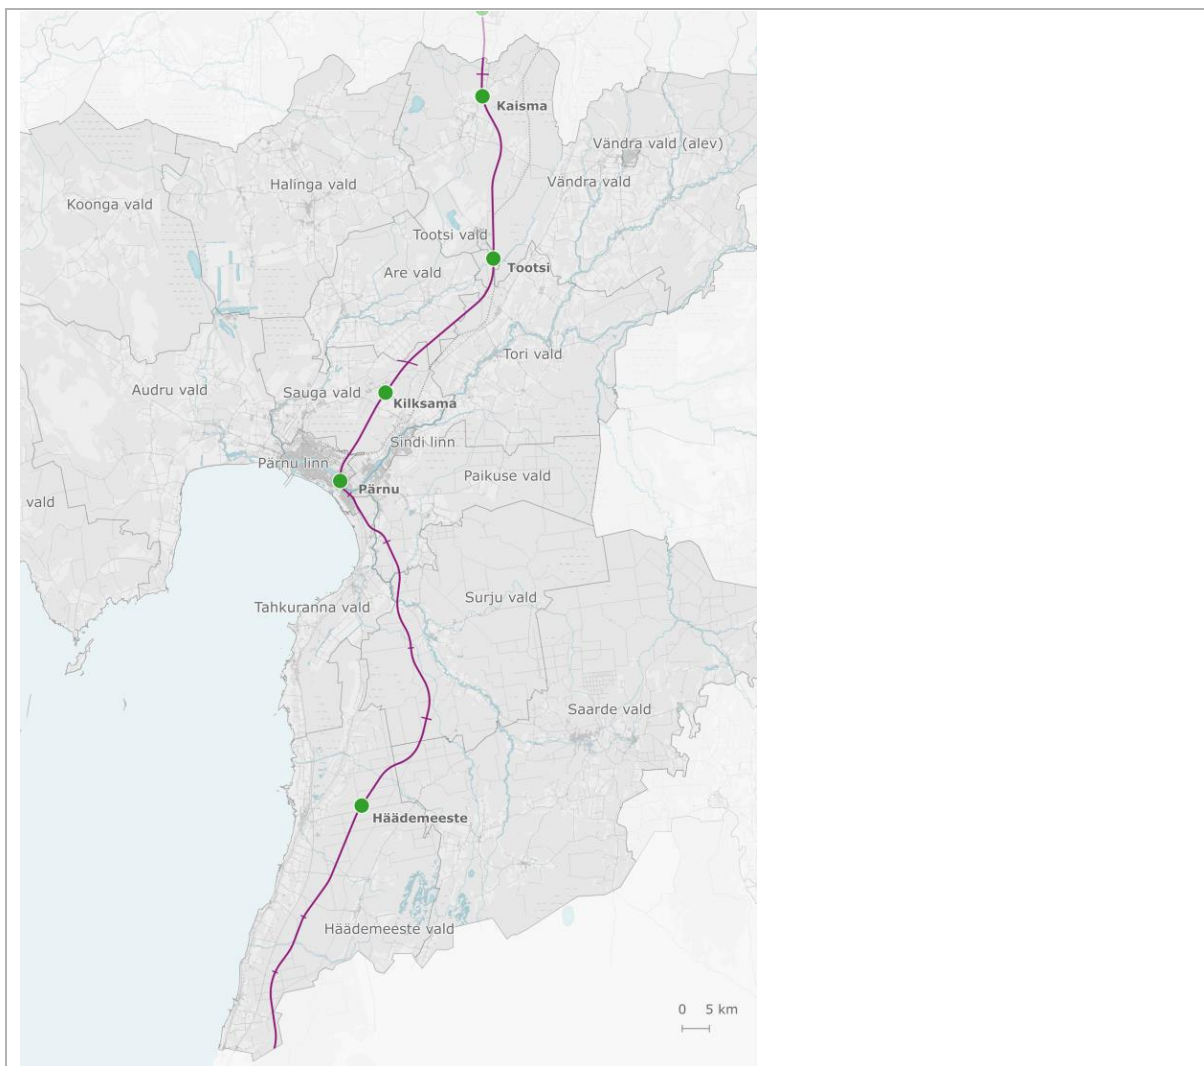 Kaisma
Vändra vald (alev)
Halinga vald
Vändra vald
Koonga vald
Tootsi vald
Tootsi
Are vald
Tori vald
Audru vald
Sauga vald
Kilksama
Sindi linn
Pärnu linn
Paikuse vald
Pärnu
vald
Surju vald
Tahkuranna vald
Saarde vald
Häädemeeste
Häädemeeste vald
0 5 km